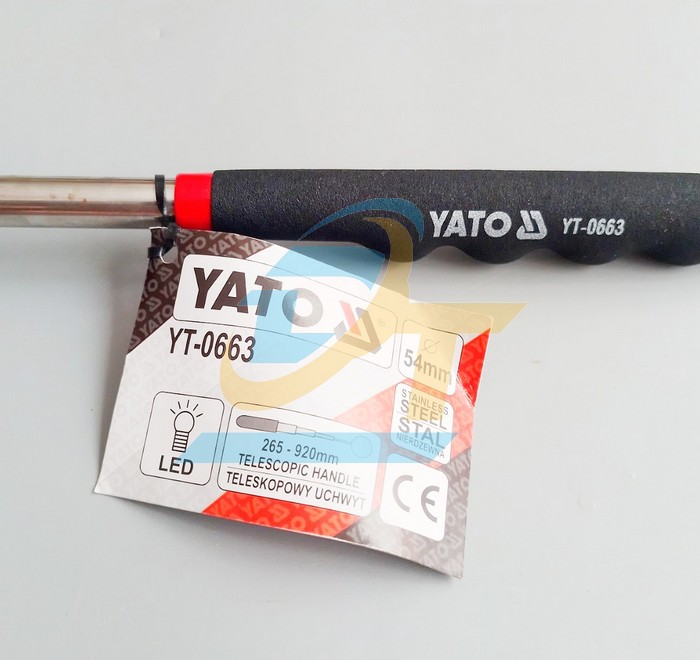 YATO YT-0663
YATO
YT-0663
54mm
STAINLESS
STEEL
STAL
NIERDZEWNA
LED
265 - 920mm
TELESCOPIC HANDLE
TELESKOPOWY UCHWYT
CE